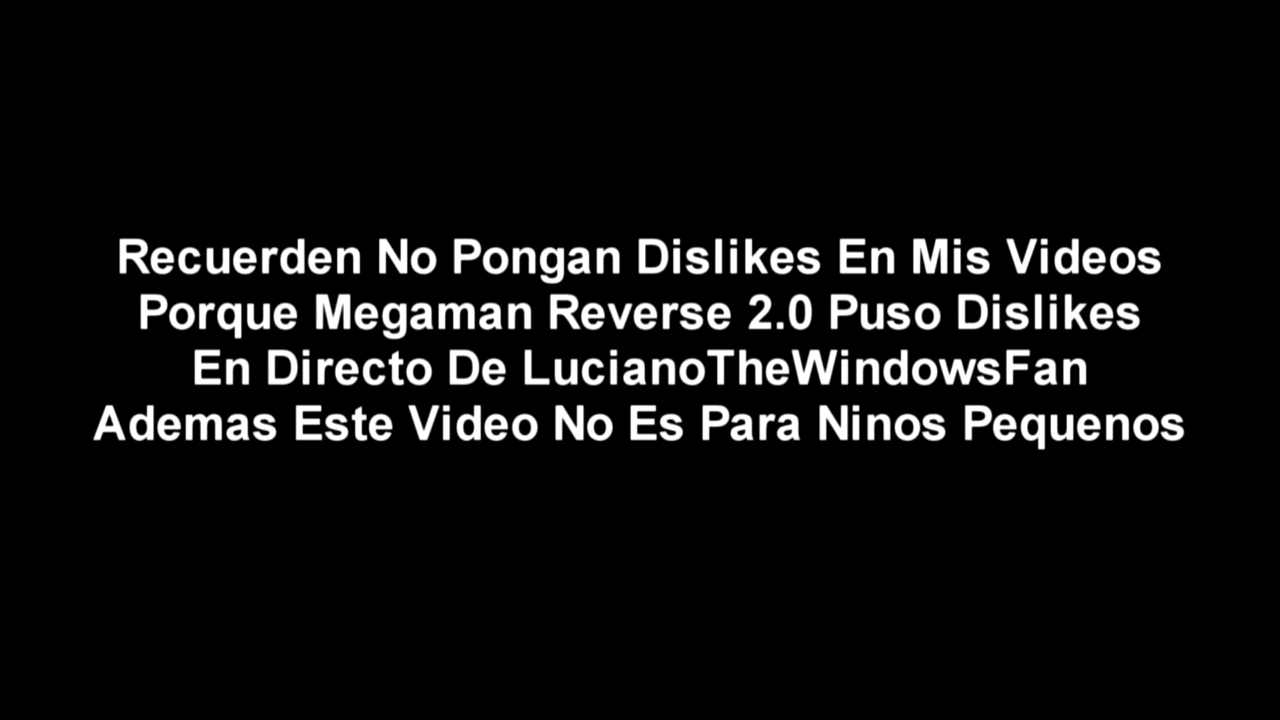 Recuerden No Pongan Dislikes En Mis Videos
Porque Megaman Reverse 2.0 Puso Dislikes
En Directo De LucianoTheWindowsFan
Ademas Este Video No Es Para Ninos Pequenos